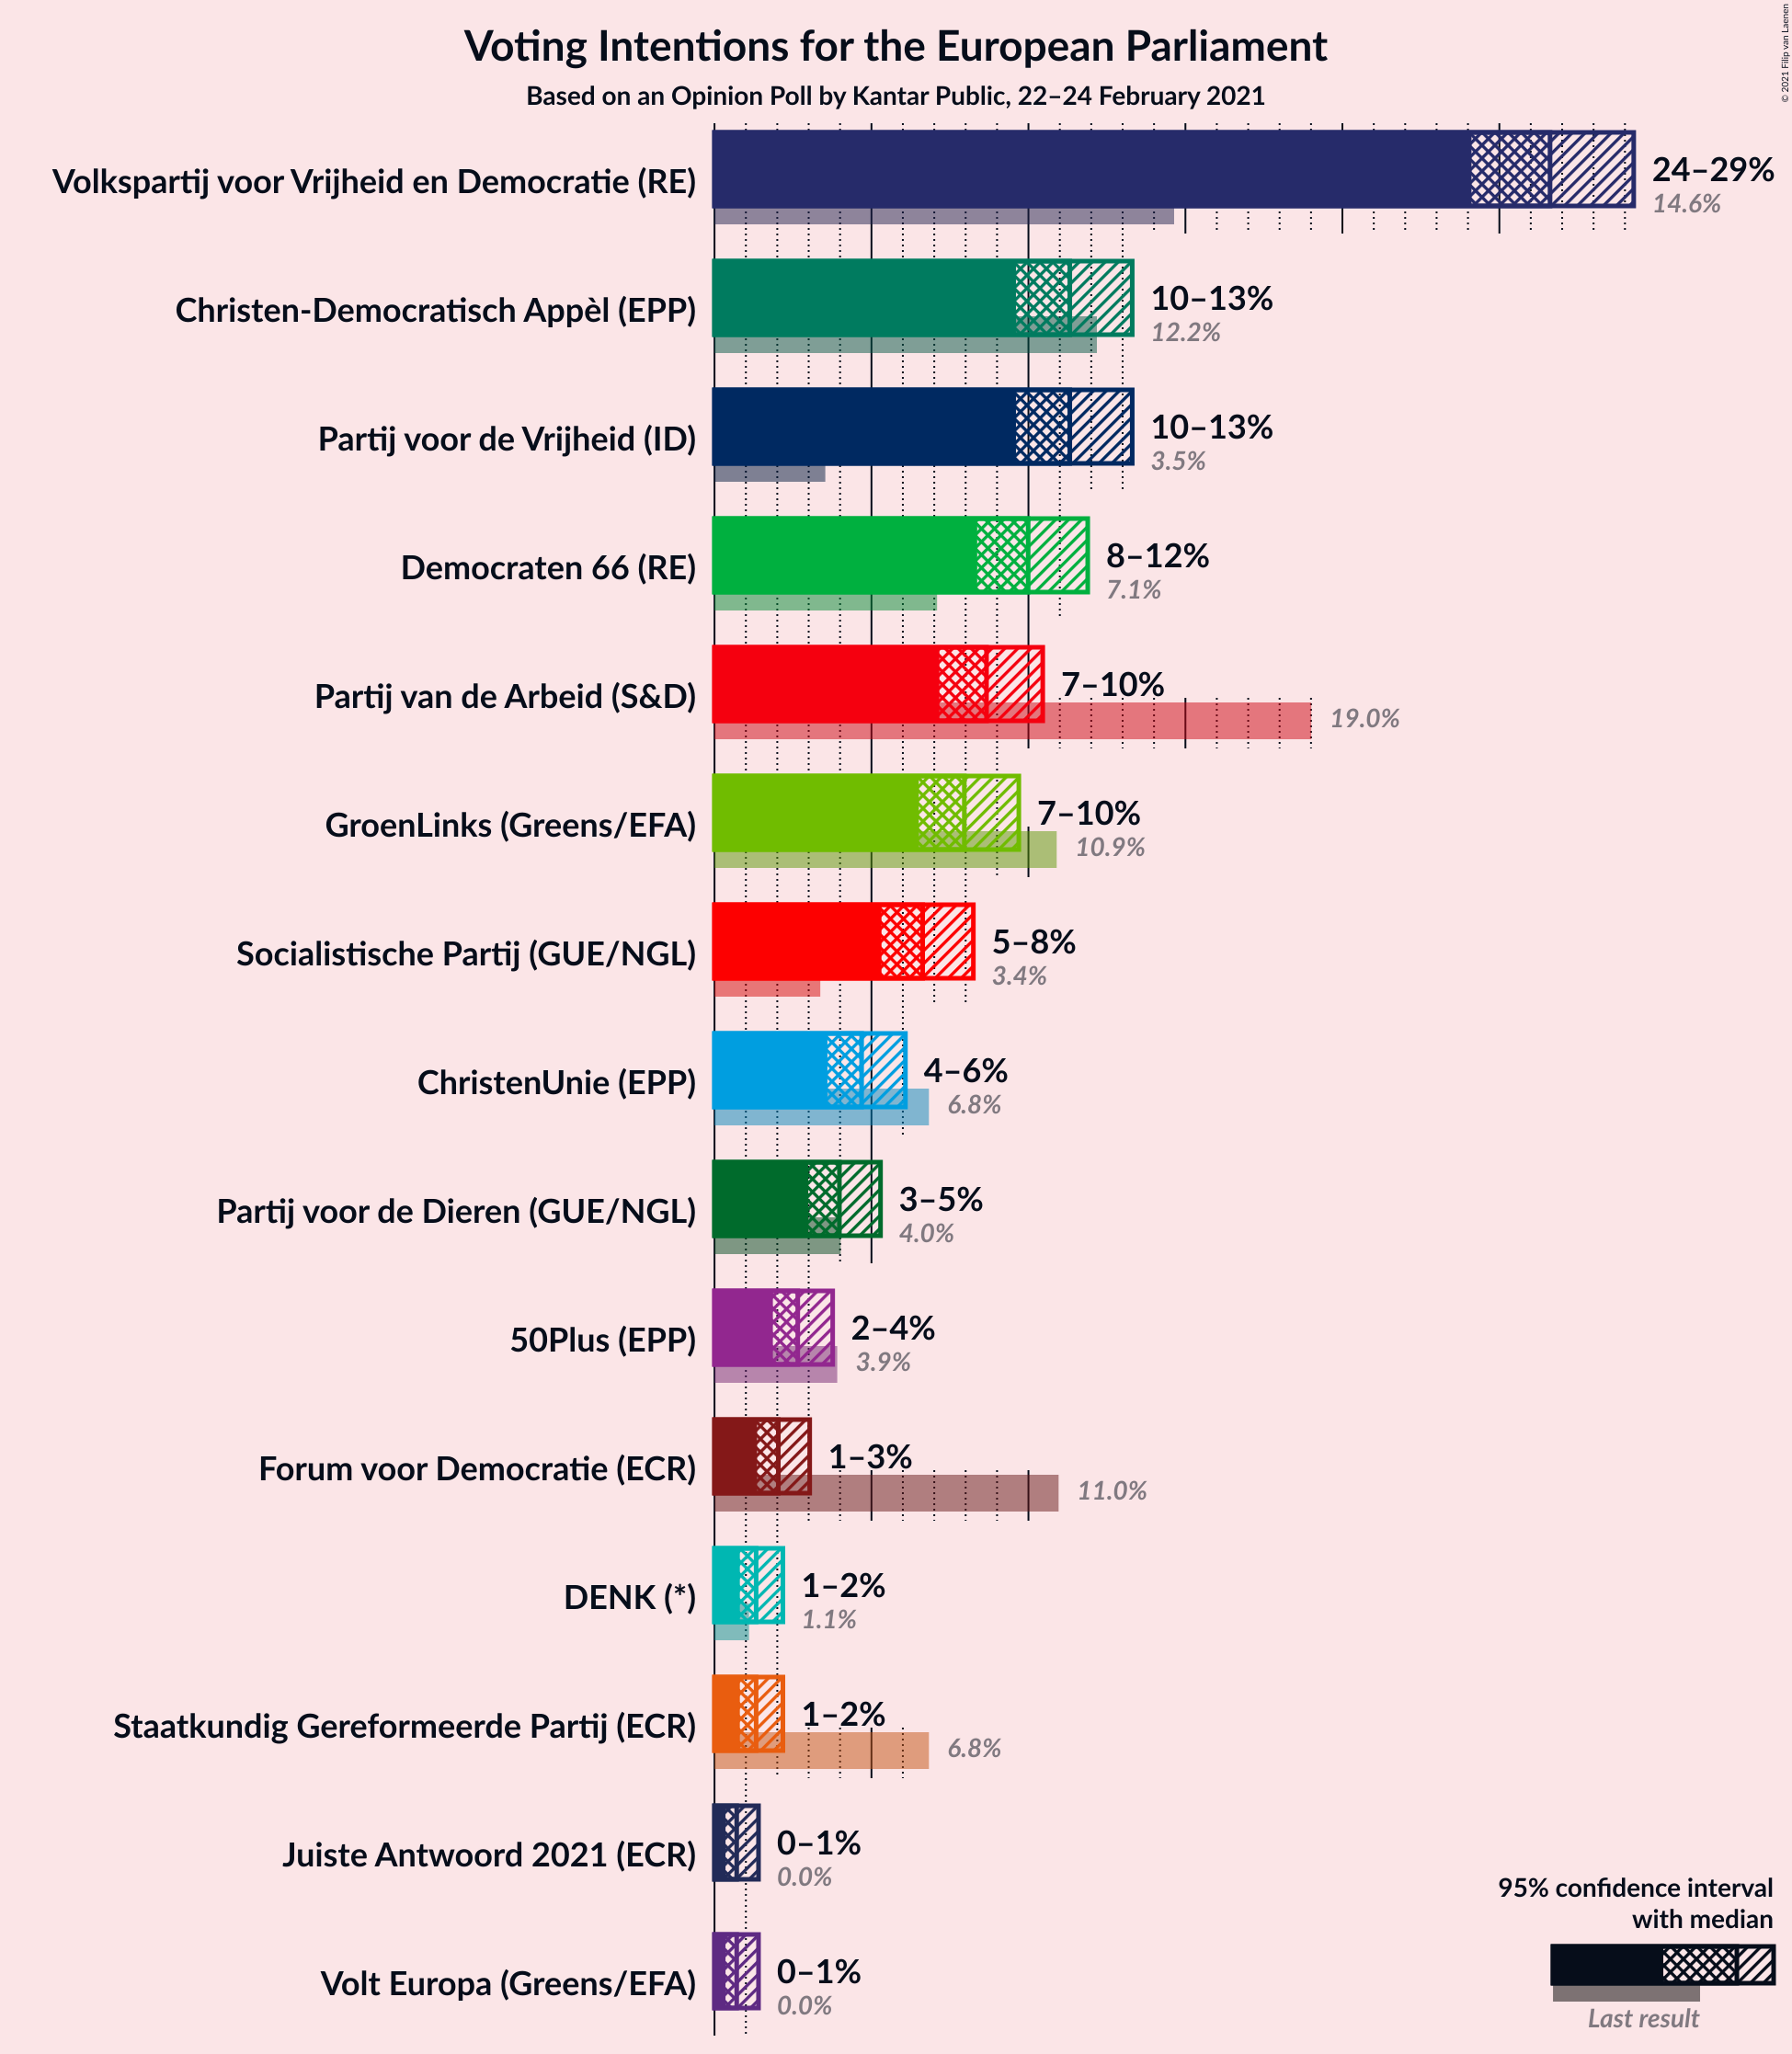 Voting Intentions for the European Parliament
Based on an Opinion Poll by Kantar Public, 22–24 February 2021
© 2021 Filip van Laenen
Volkspartij voor Vrijheid en Democratie (RE)
24–29%
14.6%
Christen-Democratisch Appèl (EPP)
10–13%
12.2%
Partij voor de Vrijheid (ID)
10–13%
3.5%
Democraten 66 (RE)
8–12%
7.1%
Partij van de Arbeid (S&D)
7–10%
19.0%
GroenLinks (Greens/EFA)
7–10%
10.9%
Socialistische Partij (GUE/NGL)
5–8%
3.4%
ChristenUnie (EPP)
4–6%
6.8%
Partij voor de Dieren (GUE/NGL)
3–5%
4.0%
50Plus (EPP)
2–4%
3.9%
Forum voor Democratie (ECR)
1–3%
11.0%
DENK (*)
1–2%
1.1%
Staatkundig Gereformeerde Partij (ECR)
1–2%
6.8%
Juiste Antwoord 2021 (ECR)
0–1%
0.0%
Volt Europa (Greens/EFA)
0–1%
0.0%
95% confidence interval
with median
Last result